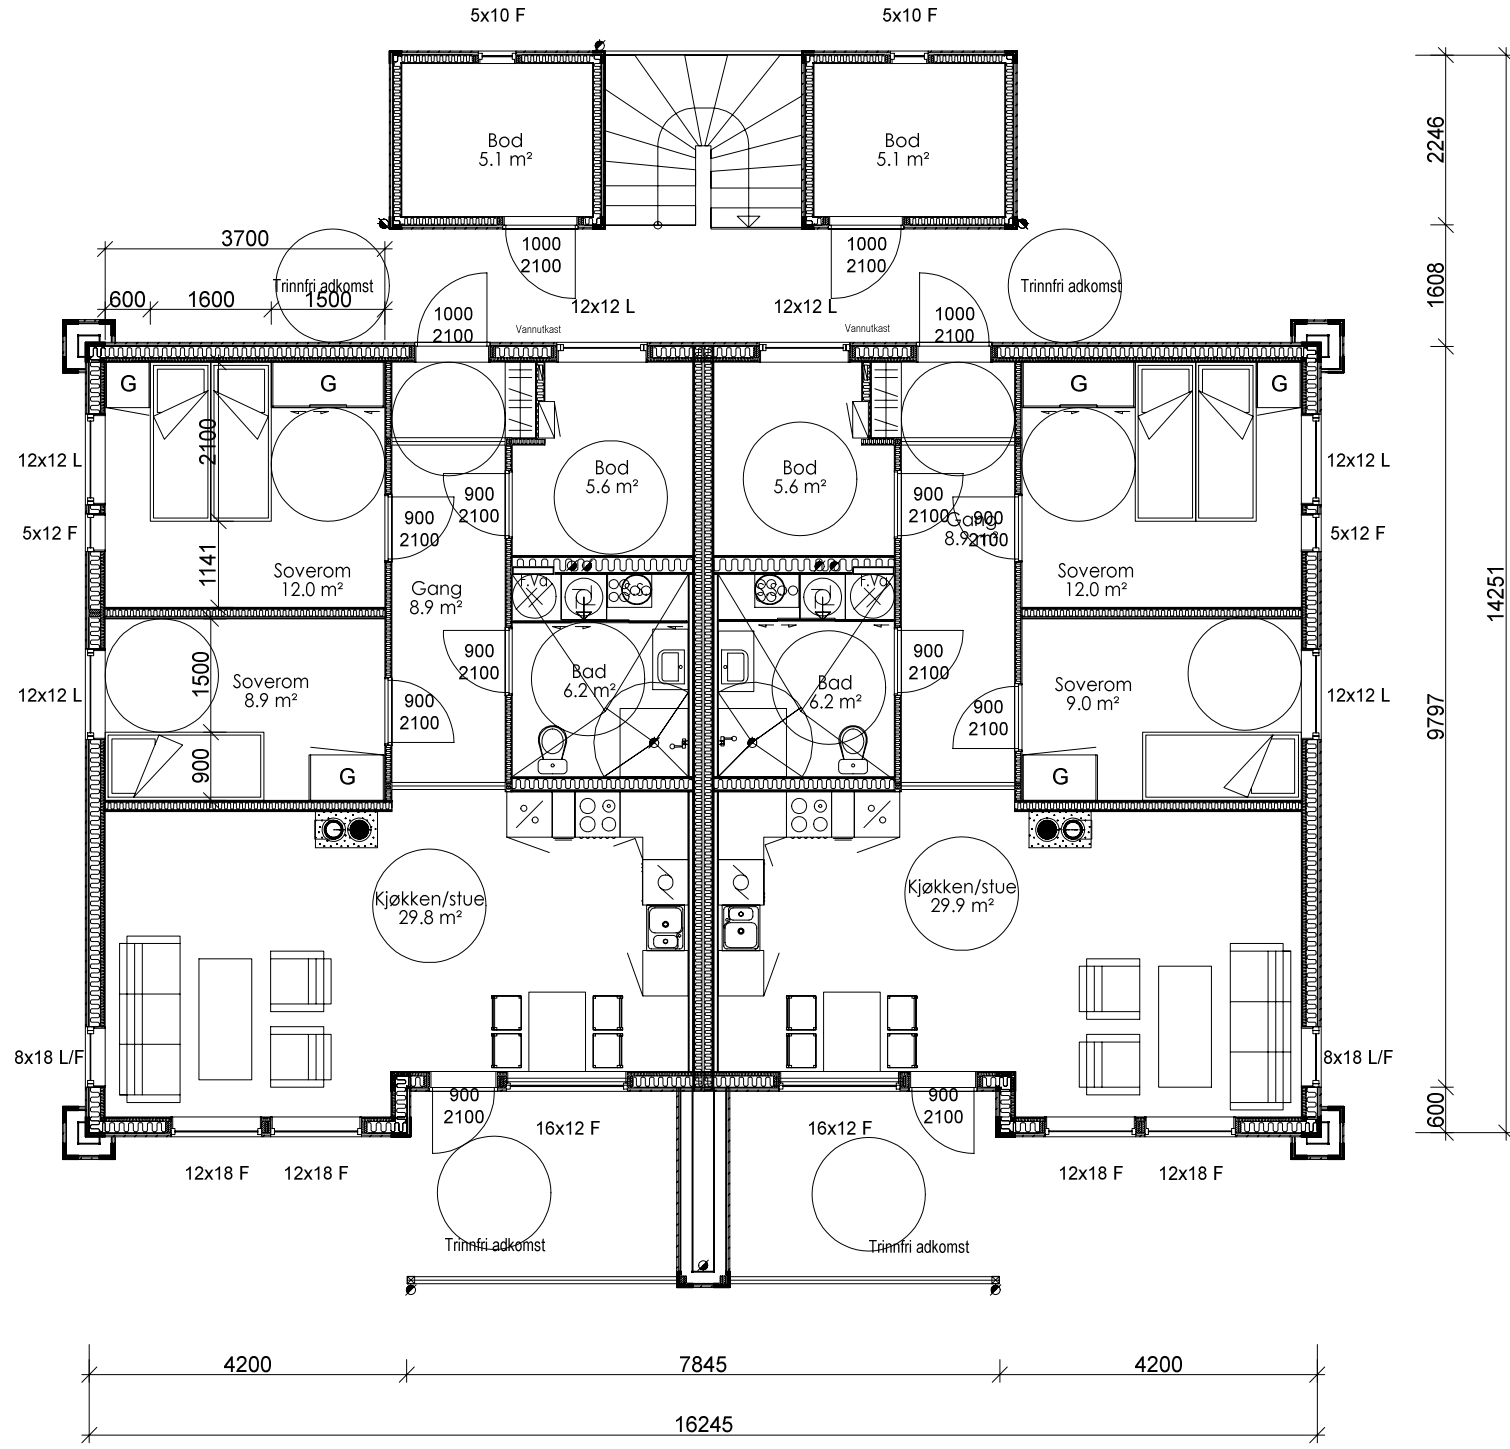 5x10 F
5x10 F
Bod
5.1 m²
Bod
5.1 m²
2246
3700
1000
2100
1000
2100
Trinnfri adkomst
Trinnfri adkomst
1608
600
1600
1500
12x12 L
12x12 L
1000
2100
Vannutkast
Vannutkast
1000
2100
G
G
G
G
2100
12x12 L
Bod
5.6 m²
Bod
5.6 m²
12x12 L
900
2100
900
2100
900
2100
900
2100
Gang
8.9 m²
5x12 F
5x12 F
1141
Soverom
12.0 m²
Gang
8.9 m²
F.Va
F.Va
Soverom
12.0 m²
14251
900
2100
900
2100
1500
Soverom
8.9 m²
Bad
6.2 m²
Bad
6.2 m²
Soverom
9.0 m²
12x12 L
12x12 L
900
2100
900
2100
9797
900
G
G
Kjøkken/stue
29.8 m²
Kjøkken/stue
29.9 m²
8x18 L/F
8x18 L/F
900
2100
900
2100
600
16x12 F
16x12 F
12x18 F
12x18 F
12x18 F
12x18 F
Trinnfri adkomst
Trinnfri adkomst
4200
7845
4200
16245